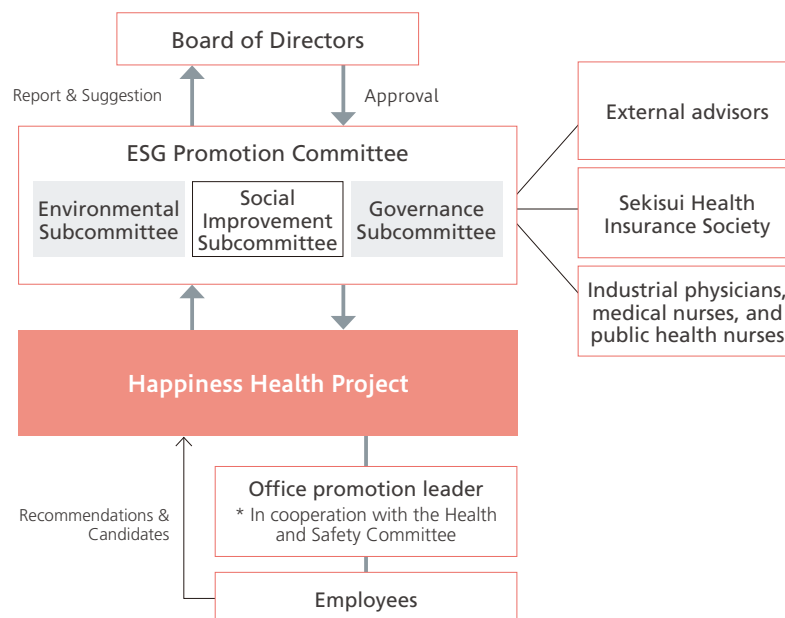 Board of Directors
Report & Suggestion
Approval
ESG Promotion Committee
Environmental
Subcommittee
Social
Improvement
Subcommittee
Governance
Subcommittee
External advisors
Sekisui Health
Insurance Society
Industrial physicians,
medical nurses, and
public health nurses
Happiness Health Project
Recommendations &
Candidates
Office promotion leader
* In cooperation with the Health
and Safety Committee
Employees